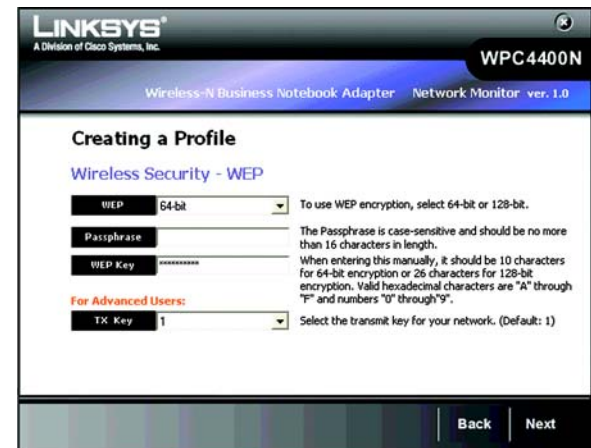 LINKSYS®
A Division of Cisco Systems, Inc.
WPC4400N
Wireless-N Business Notebook Adapter Network Monitor ver. 1.0
Creating a Profile
Wireless Security - WEP
WEP 64-bit To use WEP encryption, select 64-bit or 128-bit.
Passphrase The Passphrase is case-sensitive and should be no more
than 16 characters in length.
WEP Key ********** When entering this manually, it should be 10 characters
for 64-bit encryption or 26 characters for 128-bit
encryption. Valid hexadecimal characters are "A" through
"F" and numbers "0" through"9".
For Advanced Users:
TX Key 1 Select the transmit key for your network. (Default: 1)
Back Next